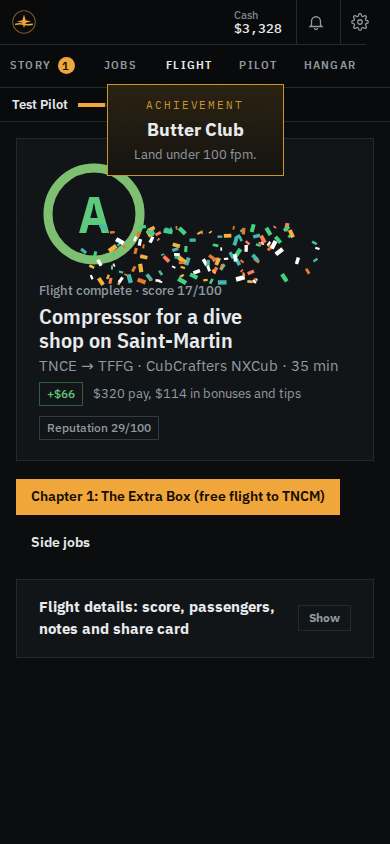 Cash
$3,328
STORY 1 JOBS FLIGHT PILOT HANGAR
Test Pilot
ACHIEVEMENT
Butter Club
Land under 100 fpm.
A
Flight complete · score 17/100
Compressor for a dive
shop on Saint-Martin
TNCE → TFFG · CubCrafters NXCub · 35 min
+$66 $320 pay, $114 in bonuses and tips
Reputation 29/100
Chapter 1: The Extra Box (free flight to TNCM)
Side jobs
Flight details: score, passengers,
notes and share card
Show